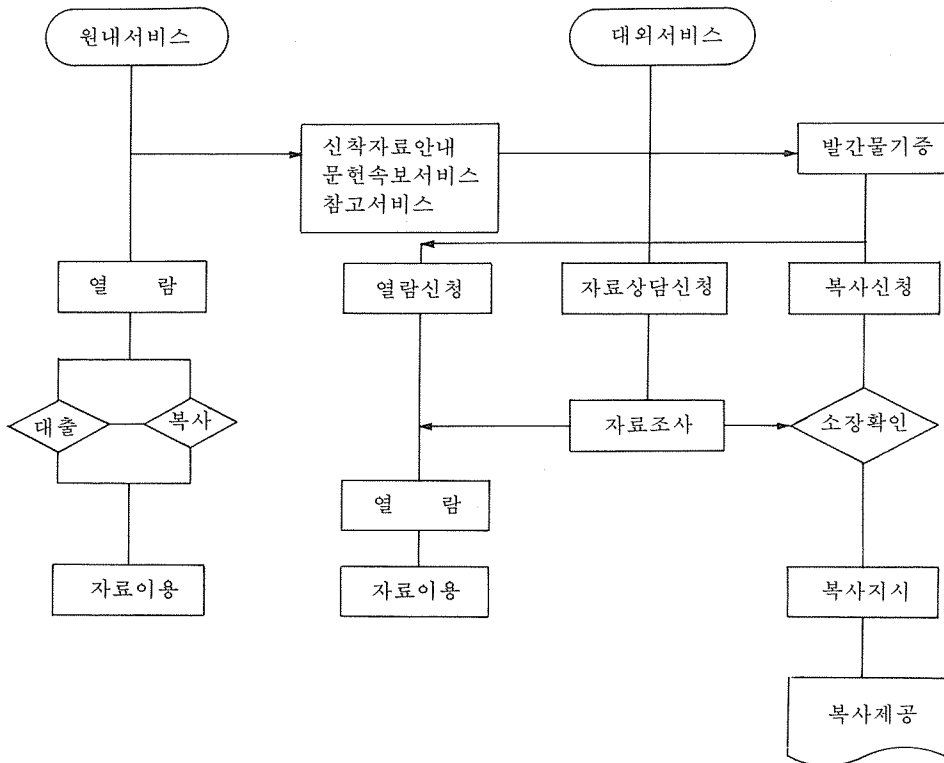 원내서비스
대외서비스
신착자료안내
문헌속보서비스
참고서비스
발간물기증
열 람
열람신청
자료상담신청
복사신청
대출
복사
자료조사
소장확인
열 람
자료이용
자료이용
복사지시
복사제공